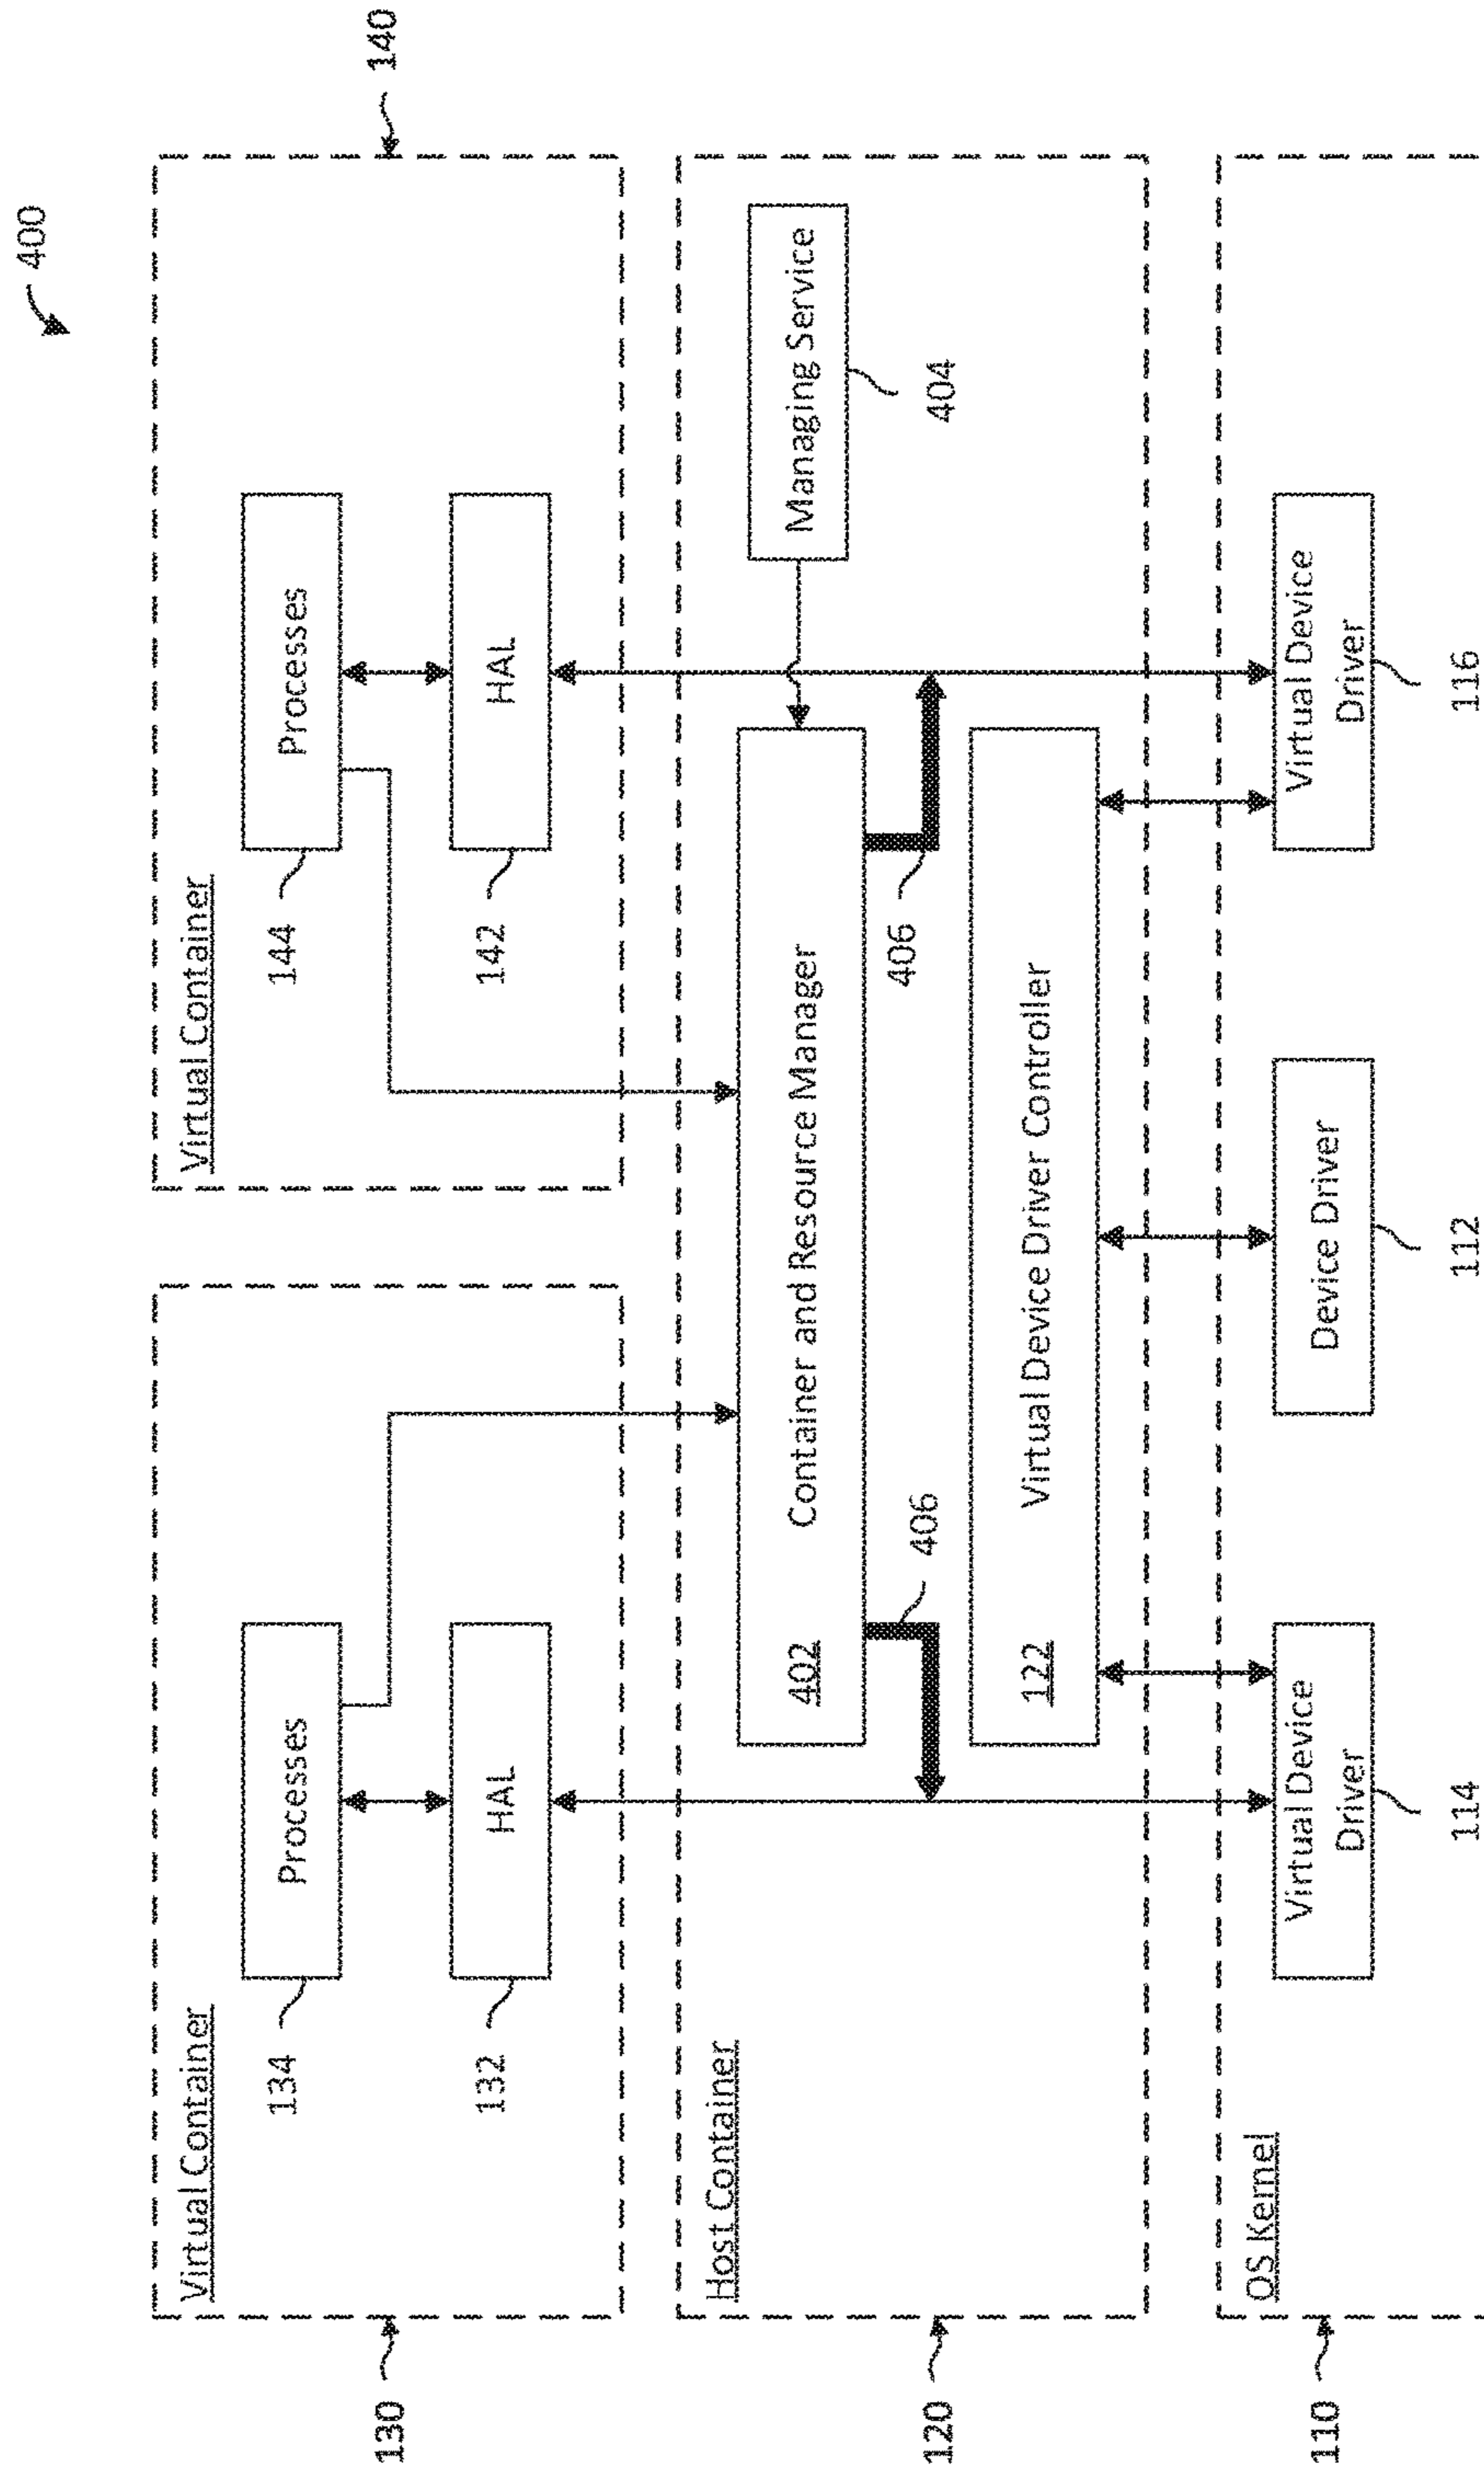 400
140
Virtual Container
Processes
134
HAL
132
130
Virtual Container
Processes
144
HAL
142
Host Container
402
Container and Resource Manager
Managing Service
404
406
406
122
Virtual Device Driver Controller
120
OS Kernel
Virtual Device
Driver
114
Device Driver
112
Virtual Device
Driver
116
110